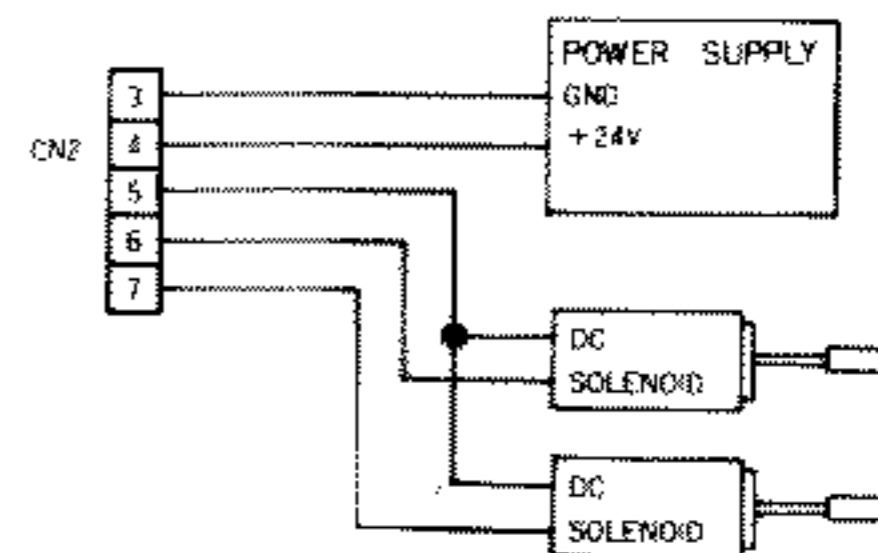 POWER SUPPLY
3 GND
CN2 4 +24V
5
6
7
DC
SOLENOID
DC
SOLENOID